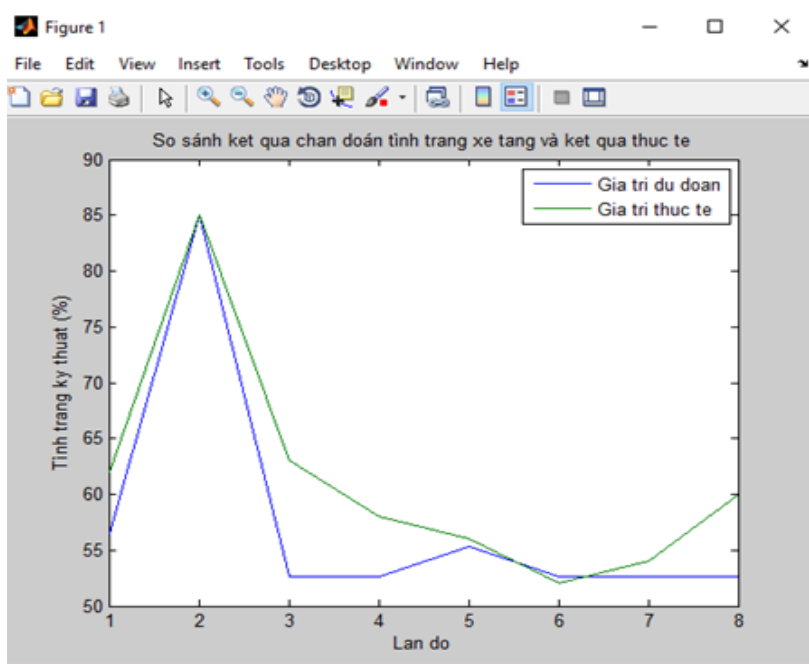 Figure 1
File Edit View Insert Tools Desktop Window Help
So sánh ket qua chan doán tình trang xe tang và ket qua thuc te
Gia tri du doan
Gia tri thuc te
90
85
80
75
70
65
60
55
50
Tình trang ky thuat (%)
1 2 3 4 5 6 7 8
Lan do